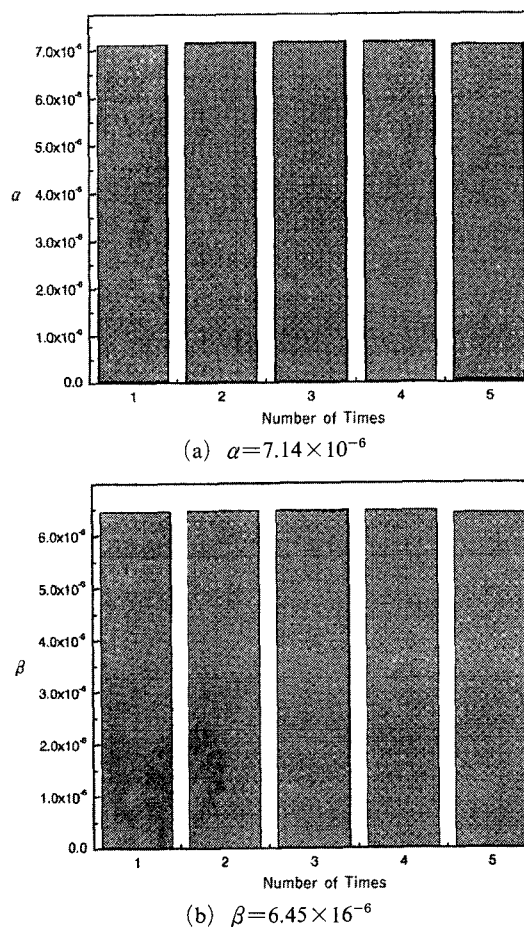 7.0x10⁻⁶
6.0x10⁻⁶
5.0x10⁻⁶
4.0x10⁻⁶
α
3.0x10⁻⁶
2.0x10⁻⁶
1.0x10⁻⁶
0.0
1 2 3 4 5
Number of Times
(a) α=7.14×10⁻⁶
6.0x10⁻⁶
5.0x10⁻⁶
4.0x10⁻⁶
β
3.0x10⁻⁶
2.0x10⁻⁶
1.0x10⁻⁶
0.0
1 2 3 4 5
Number of Times
(b) β=6.45×16⁻⁶